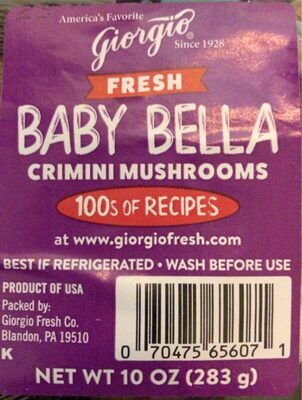 America's Favorite
Giorgio®
Since 1928
FRESH
BABY BELLA
CRIMINI MUSHROOMS
100s OF RECIPES
at www.giorgiofresh.com
BEST IF REFRIGERATED • WASH BEFORE USE
PRODUCT OF USA
Packed by:
Giorgio Fresh Co.
Blandon, PA 19510
K
0 70475 65607 1
NET WT 10 OZ (283 g)